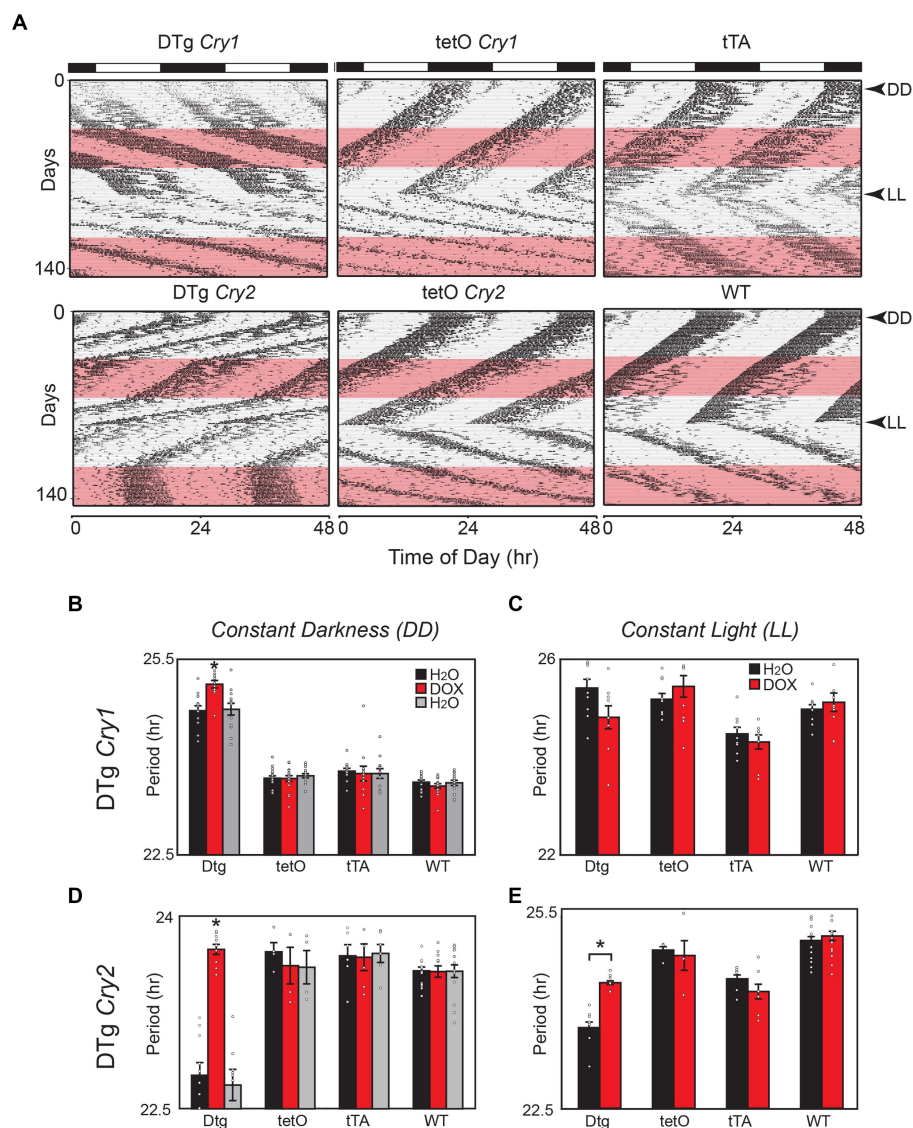 A
DTg Cry1
tetO Cry1
tTA
0
Days
140
DD
LL
DTg Cry2
tetO Cry2
WT
0
Days
140
DD
LL
0 24 48
0 24 48
0 24 48
Time of Day (hr)
B
Constant Darkness (DD)
C
Constant Light (LL)
DTg Cry1
25.5
Period (hr)
22.5
*
H2O
DOX
H2O
Dtg tetO tTA WT
26
Period (hr)
22
H2O
DOX
Dtg tetO tTA WT
D
E
DTg Cry2
24
Period (hr)
22.5
*
Dtg tetO tTA WT
25.5
Period (hr)
22.5
*
Dtg tetO tTA WT